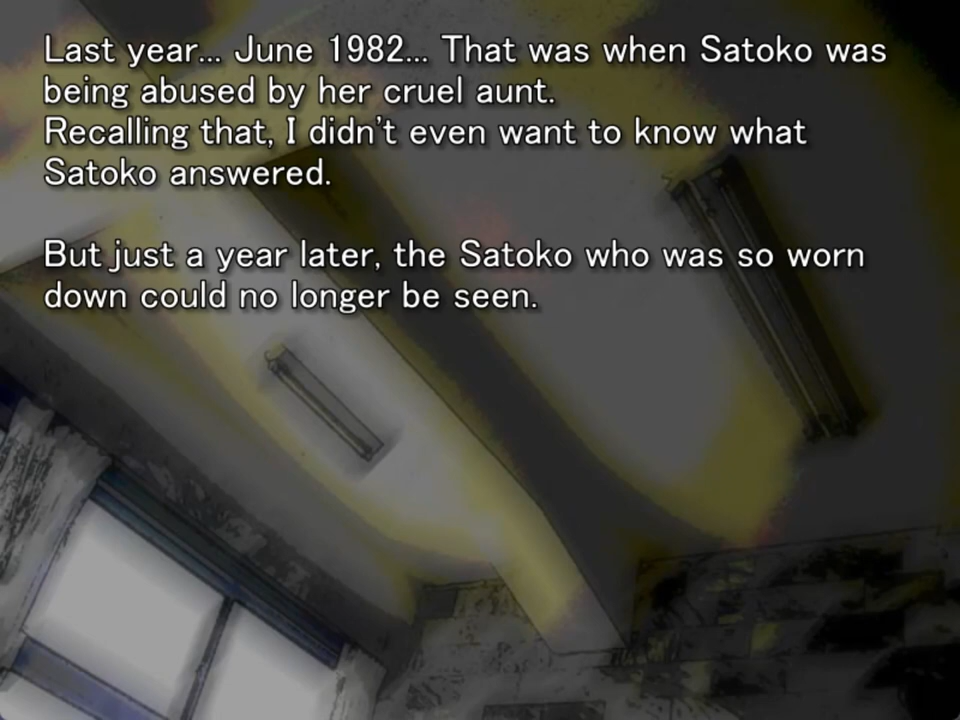 Last year... June 1982... That was when Satoko was
being abused by her cruel aunt.
Recalling that, I didn't even want to know what
Satoko answered.
But just a year later, the Satoko who was so worn
down could no longer be seen.